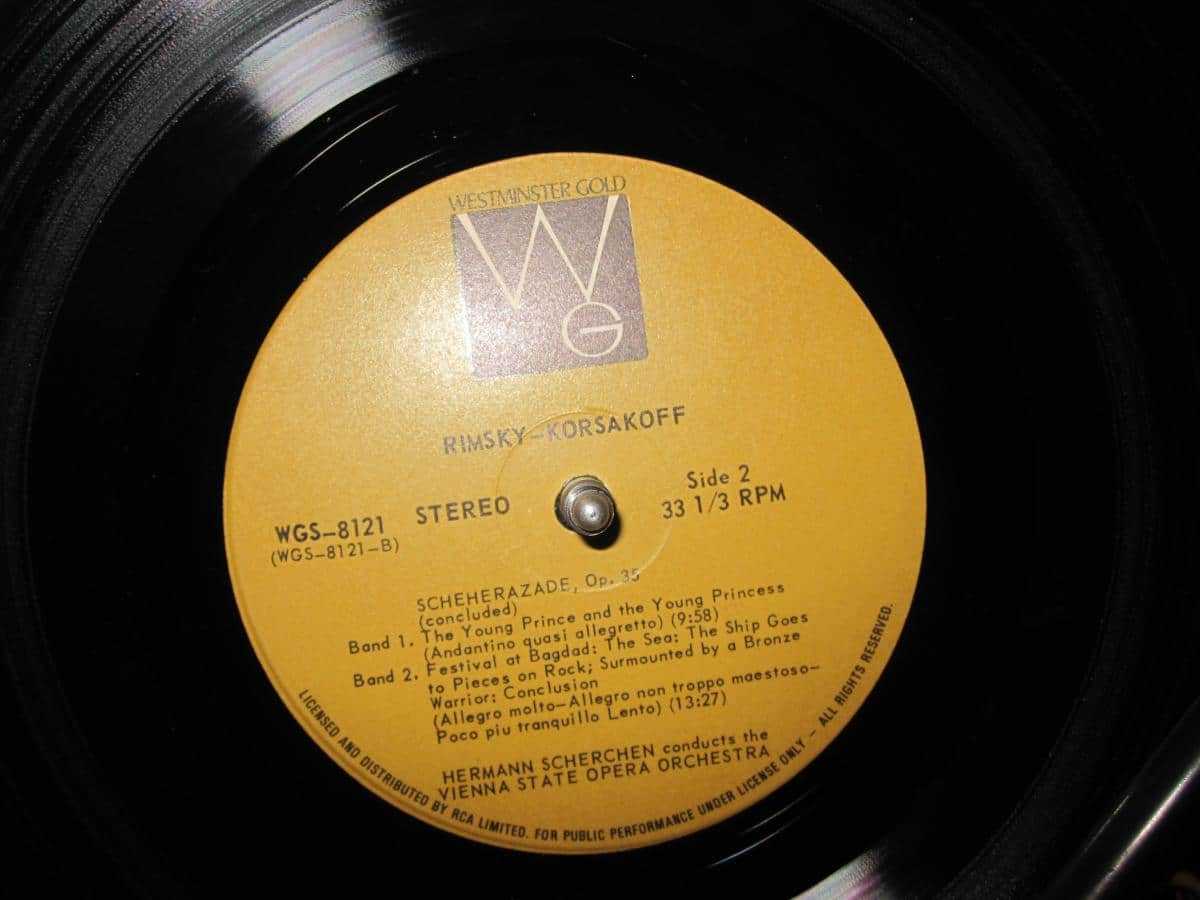 WESTMINSTER GOLD
WG
RIMSKY-KORSAKOFF
Side 2
WGS-8121 STEREO 33 1/3 RPM
(WGS-8121-B)
SCHEHERAZADE, Op. 35
(concluded)
Band 1. The Young Prince and the Young Princess
(Andantino quasi allegretto) (9:58)
Band 2. Festival at Bagdad: The Sea: The Ship Goes
to Pieces on Rock; Surmounted by a Bronze
Warrior: Conclusion
(Allegro molto-Allegro non troppo maestoso-
Poco piu tranquillo Lento) (13:27)
HERMANN SCHERCHEN conducts the
VIENNA STATE OPERA ORCHESTRA
LICENSED AND DISTRIBUTED BY RCA LIMITED. FOR PUBLIC PERFORMANCE UNDER LICENSE ONLY - ALL RIGHTS RESERVED.